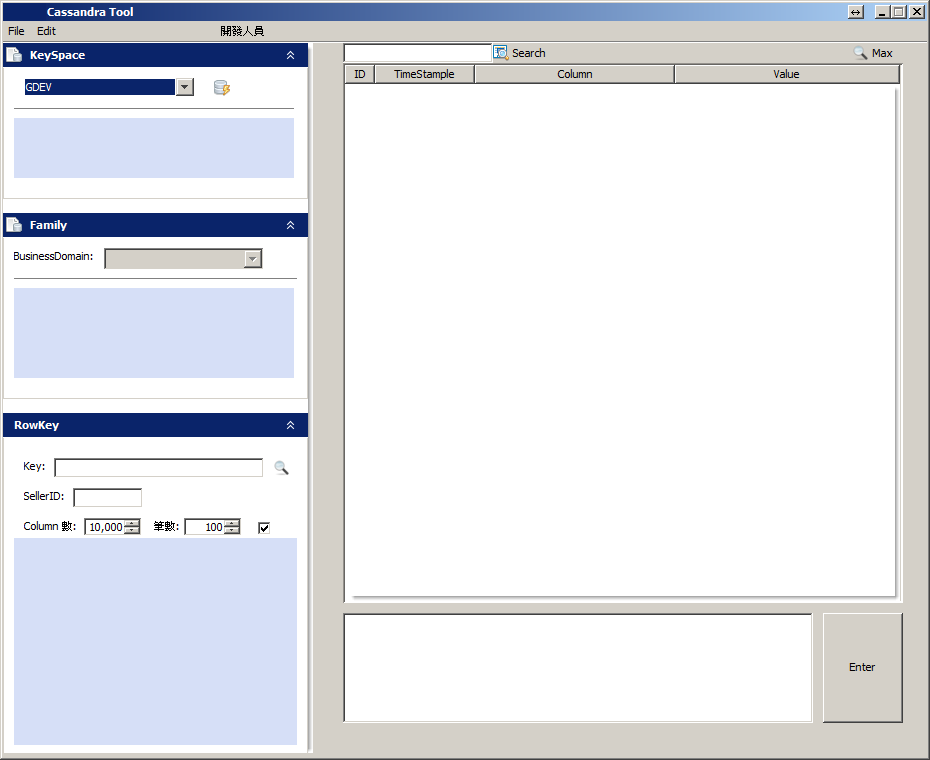 Cassandra Tool
File Edit 開發人員
KeySpace
GDEV
Family
BusinessDomain:
RowKey
Key:
SellerID:
Column 數: 10,000 筆數: 100
Search Max
ID TimeStample Column Value
Enter